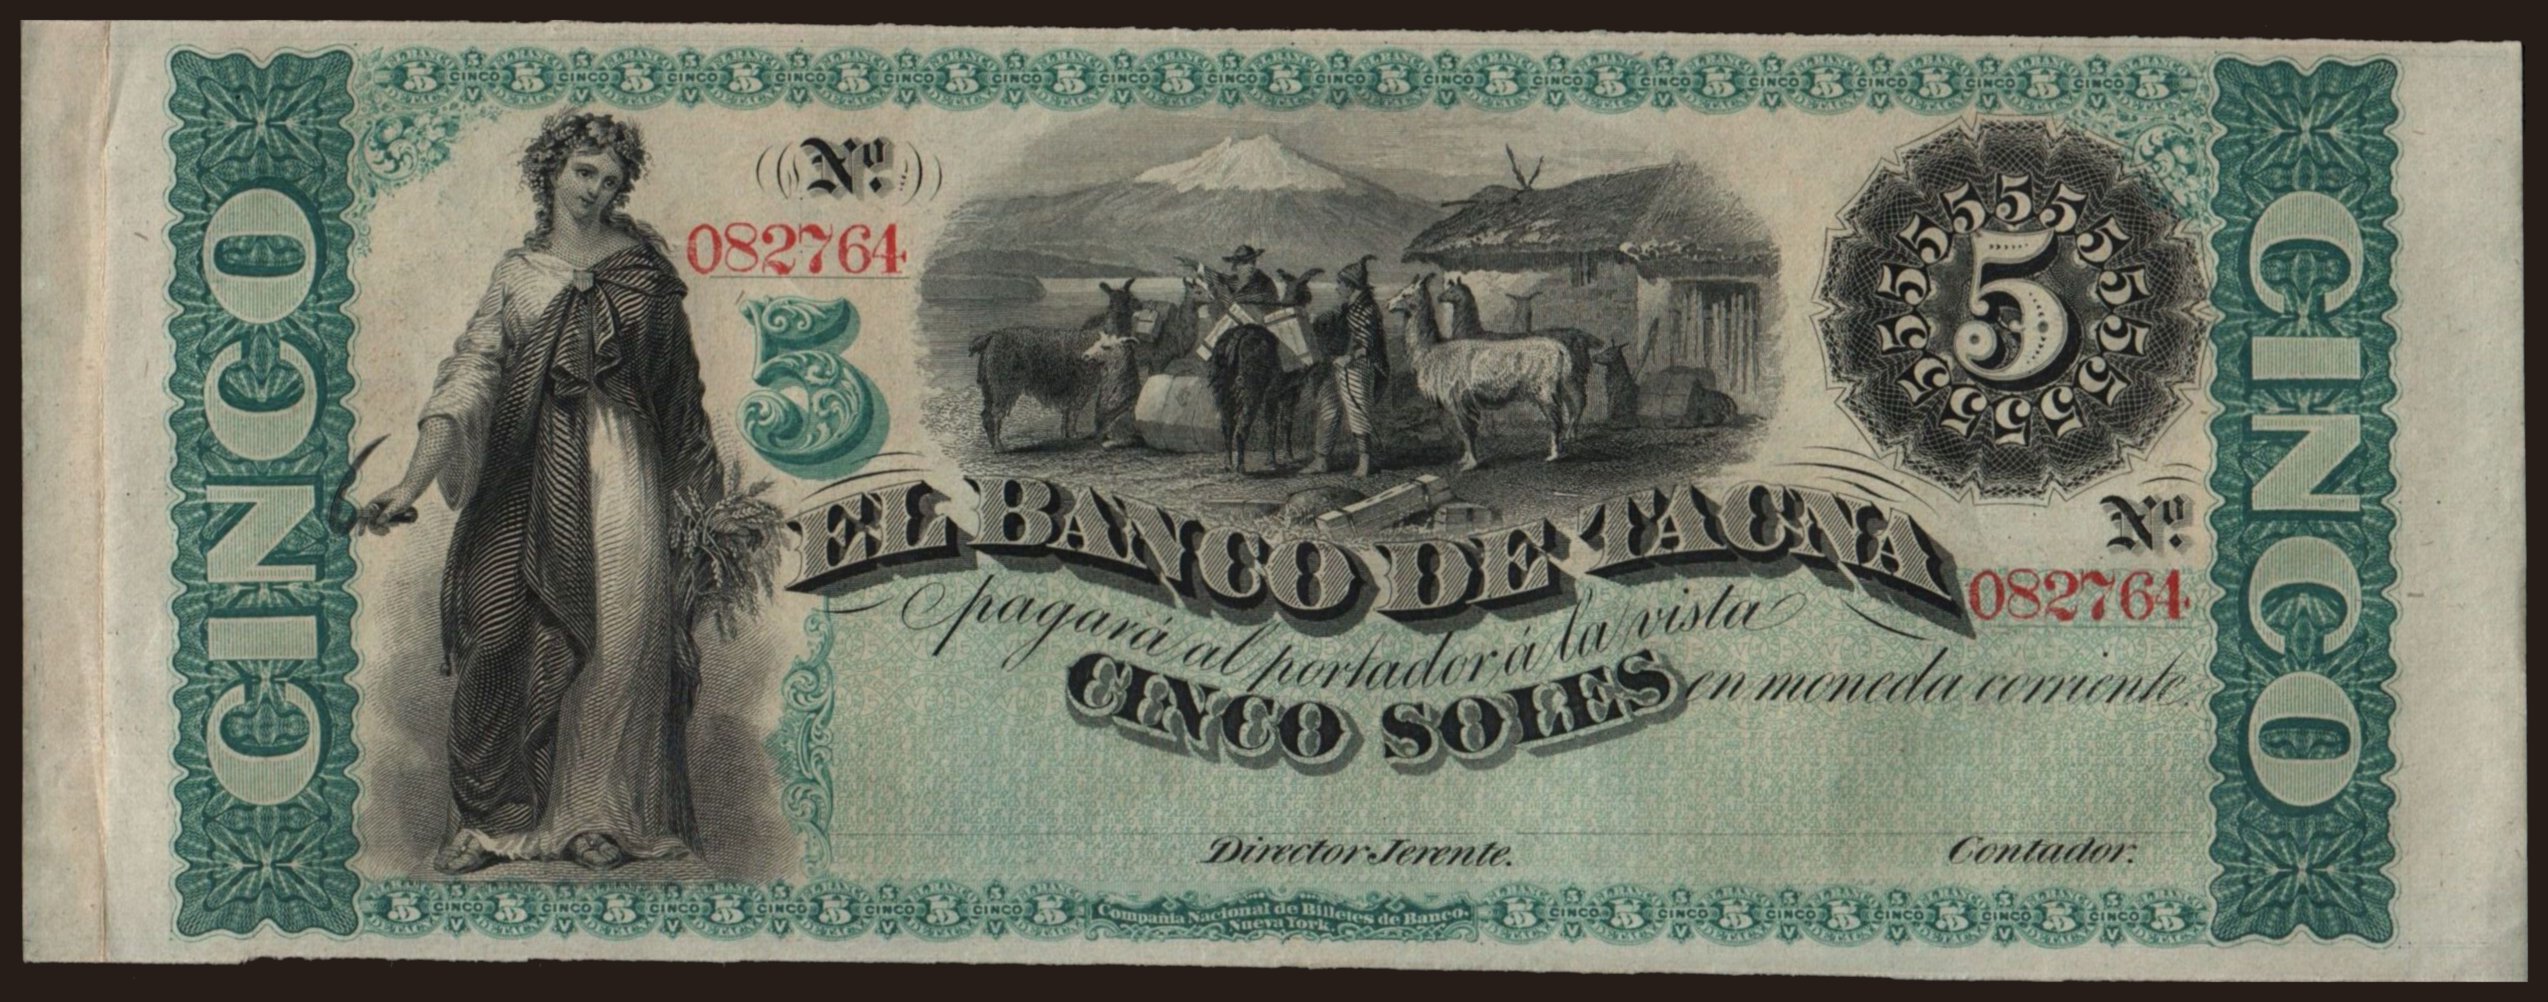 CINCO
Nº.
082764
5
5
EL BANCO DE TACNA
Nº.
082764
pagará al portador á la vista
CINCO SOLES en moneda corriente.
Director Jerente.
Contador.
Compañia Nacional de Billetes de Banco.
Nueva York.
CINCO